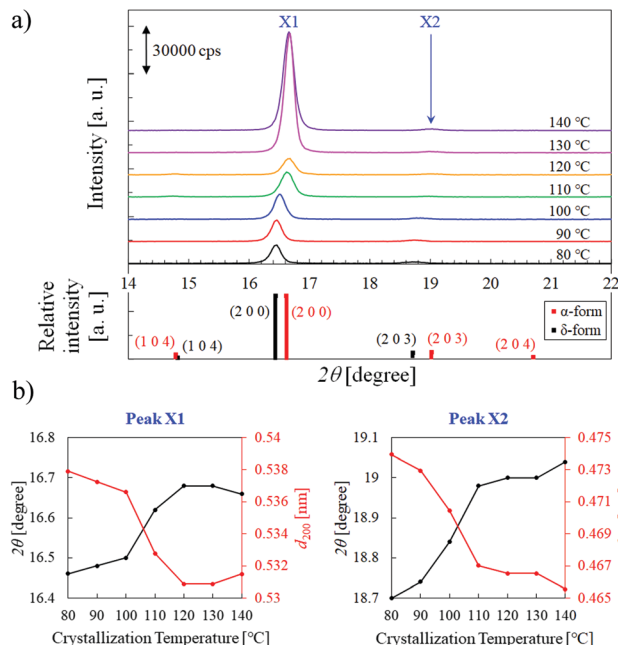 a)
X1
X2
30000 cps
Intensity [a. u.]
140 ℃
130 ℃
120 ℃
110 ℃
100 ℃
90 ℃
80 ℃
14 15 16 17 18 19 20 21 22
Relative
intensity
[a. u.]
(1 0 4)
(1 0 4)
(2 0 0)
(2 0 0)
(2 0 3)
(2 0 3)
(2 0 4)
α-form
δ-form
2θ [degree]
b)
Peak X1
16.8
16.7
16.6
16.5
16.4
2θ [degree]
0.54
0.538
0.536
0.534
0.531
0.53
d200 [nm]
80 90 100 110 120 130 140
Crystallization Temperature [℃]
Peak X2
19.1
19
18.9
18.8
18.7
2θ [degree]
0.475
0.473
0.471
0.469
0.467
0.465
80 90 100 110 120 130 140
Crystallization Temperature [℃]